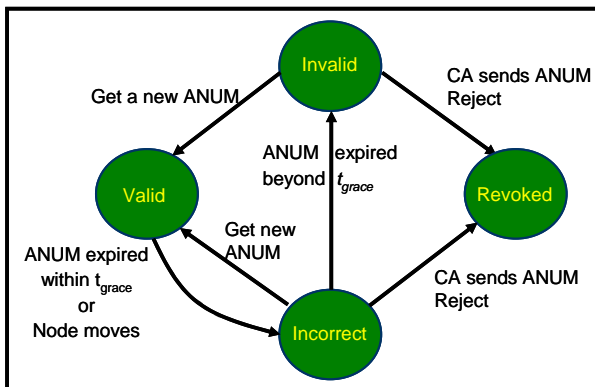 Invalid
CA sends ANUM
Reject
Get a new ANUM
ANUM expired
beyond tgrace
Valid
Revoked
Get new
ANUM
ANUM expired
within tgrace
or
Node moves
CA sends ANUM
Reject
Incorrect